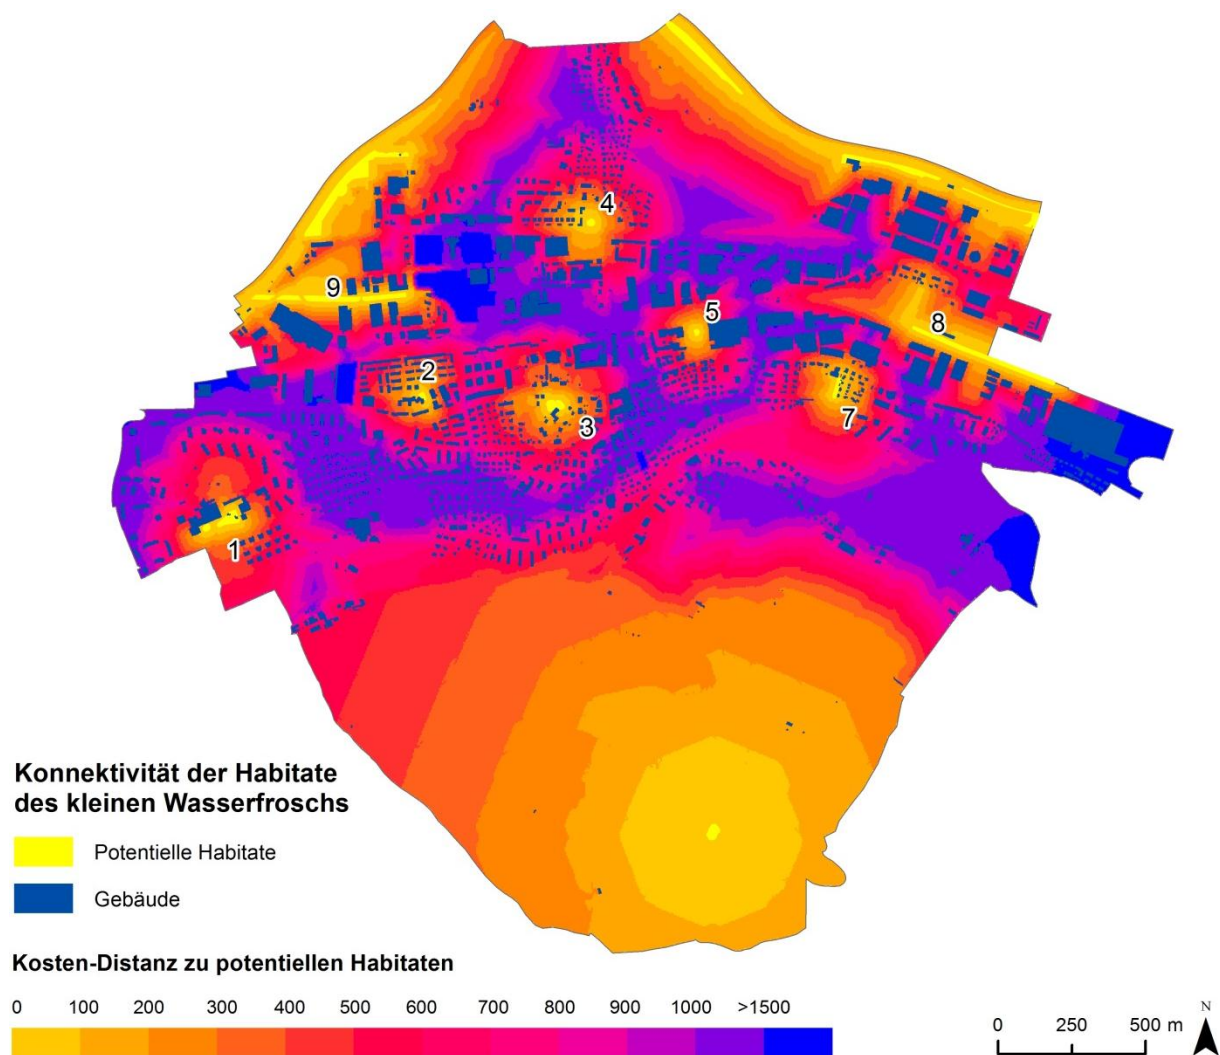 4
9
5
8
2
3
7
1
Konnektivität der Habitate
des kleinen Wasserfroschs
Potentielle Habitate
Gebäude
Kosten-Distanz zu potentiellen Habitaten
0 100 200 300 400 500 600 700 800 900 1000 >1500
0 250 500 m
N